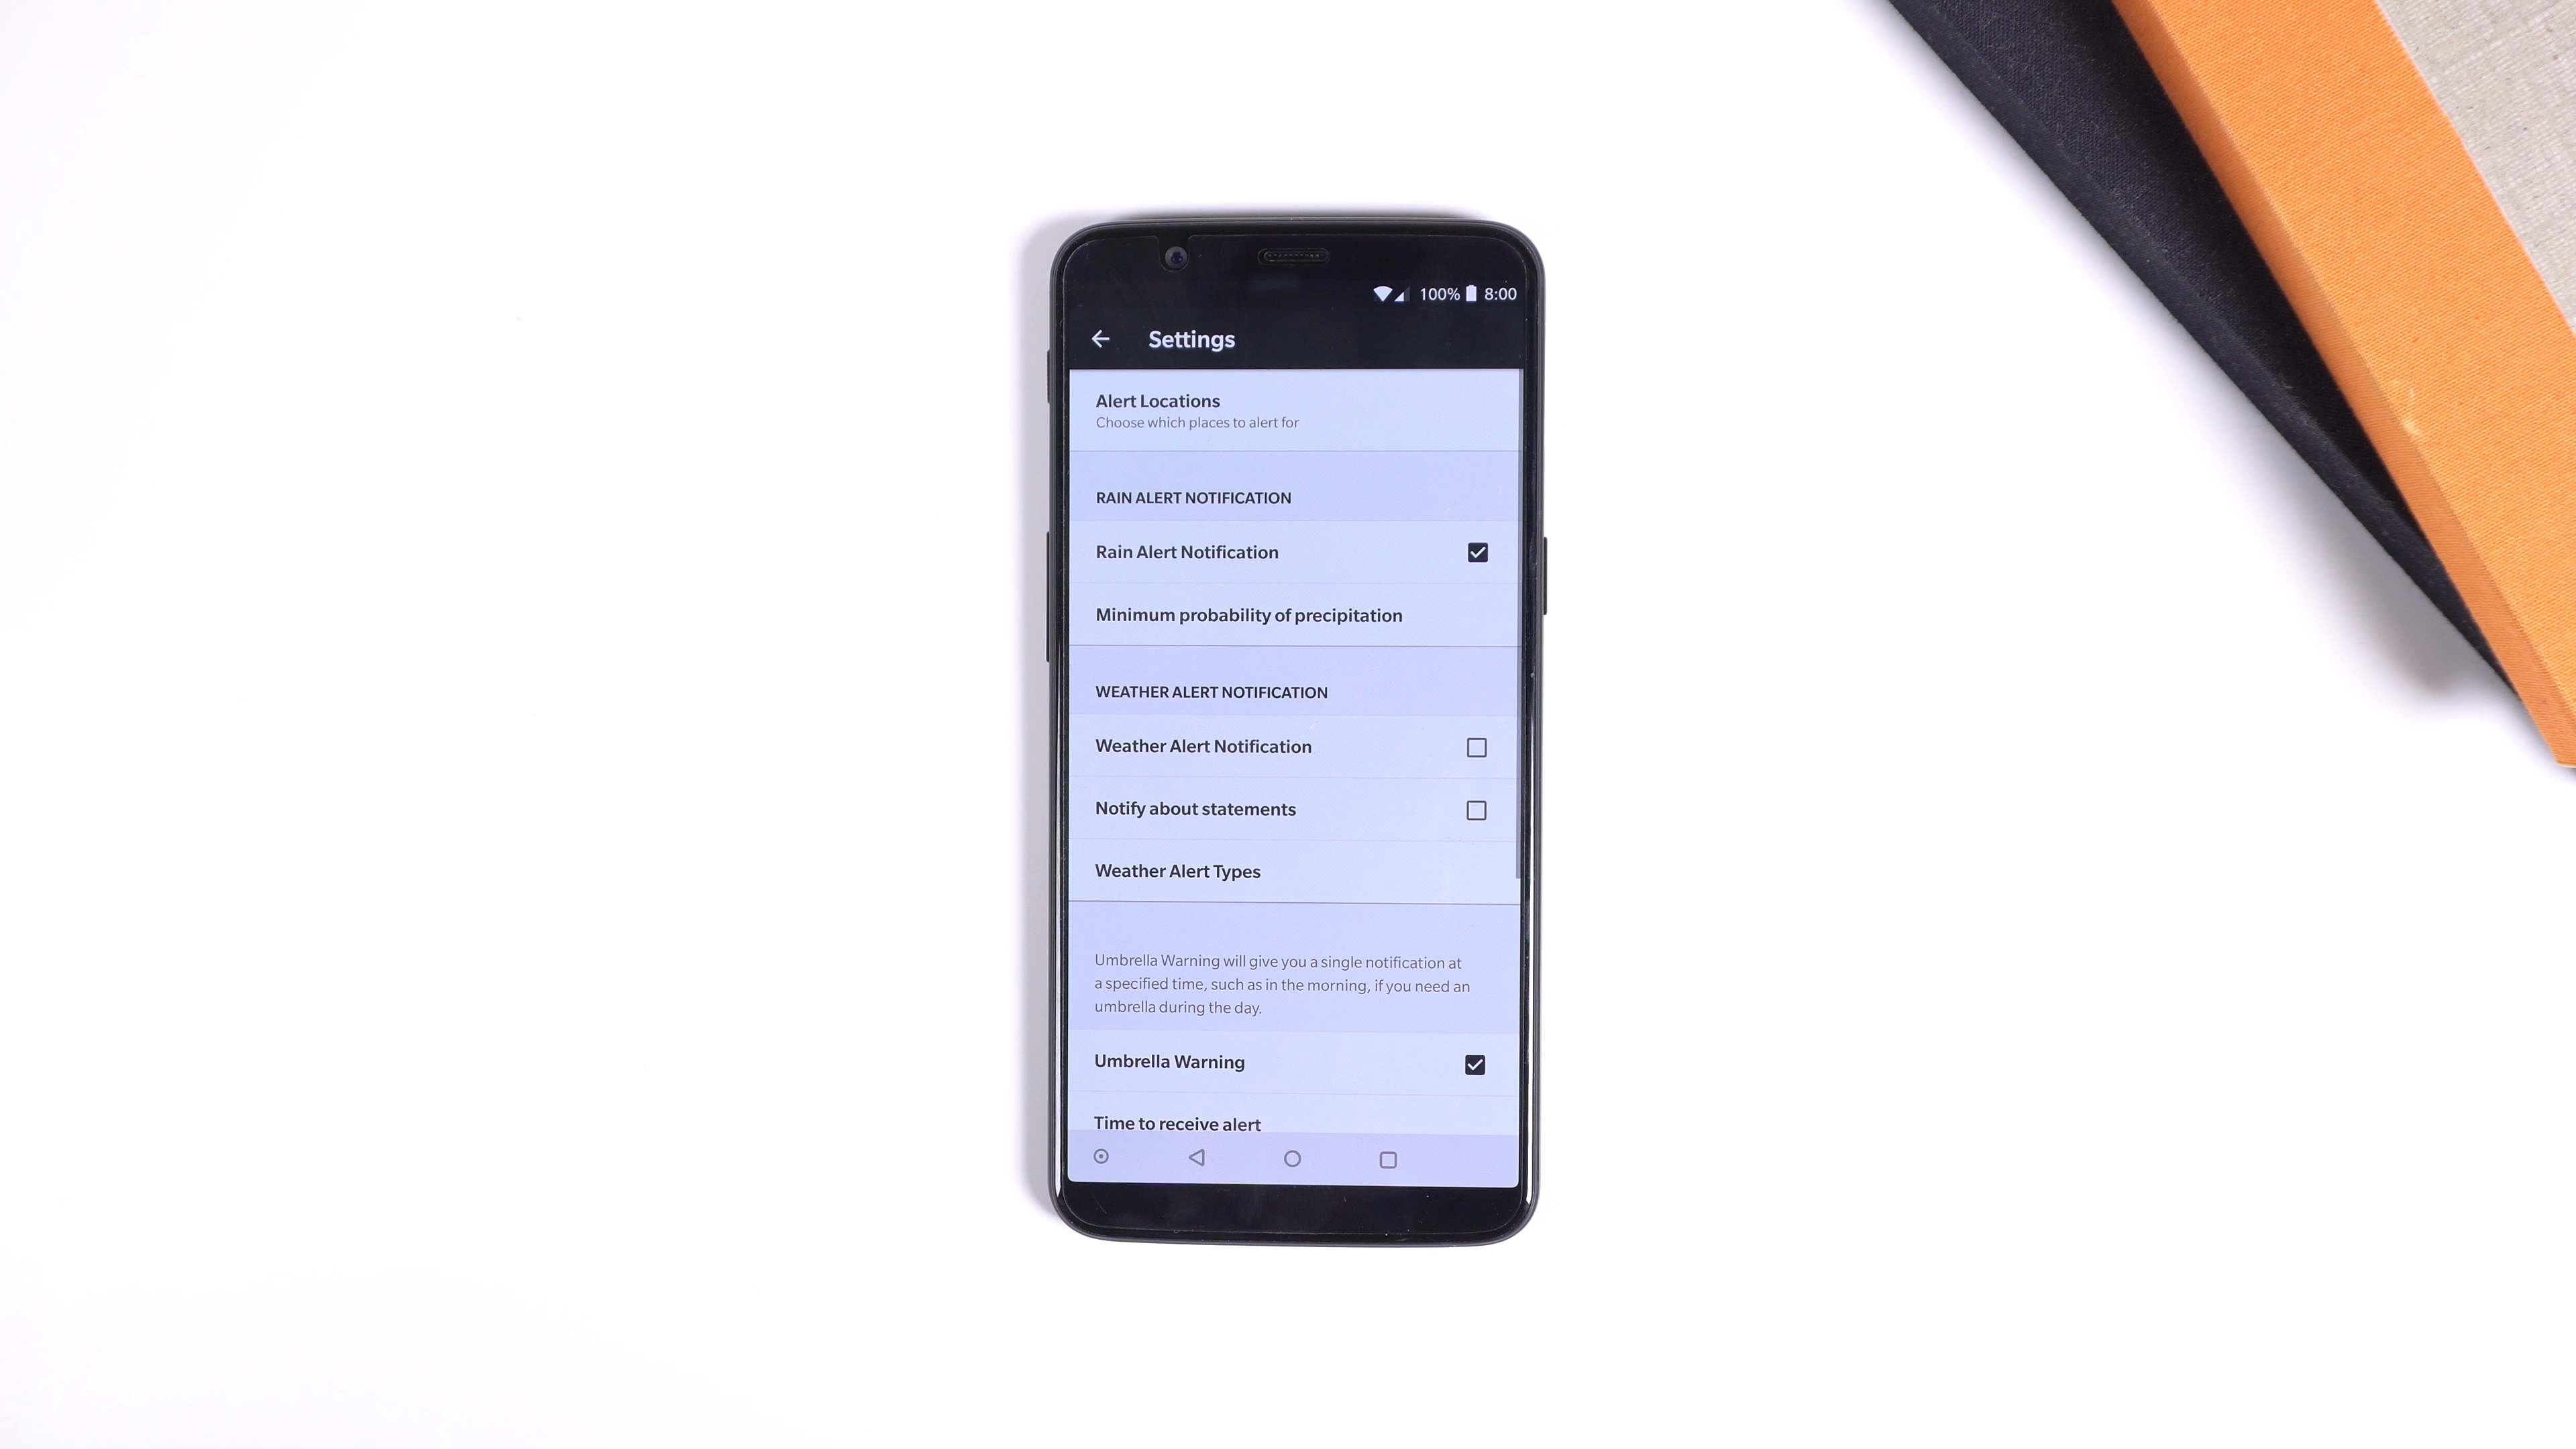 100% 8:00
Settings
Alert Locations
Choose which places to alert for
RAIN ALERT NOTIFICATION
Rain Alert Notification
Minimum probability of precipitation
WEATHER ALERT NOTIFICATION
Weather Alert Notification
Notify about statements
Weather Alert Types
Umbrella Warning will give you a single notification at
a specified time, such as in the morning, if you need an
umbrella during the day.
Umbrella Warning
Time to receive alert